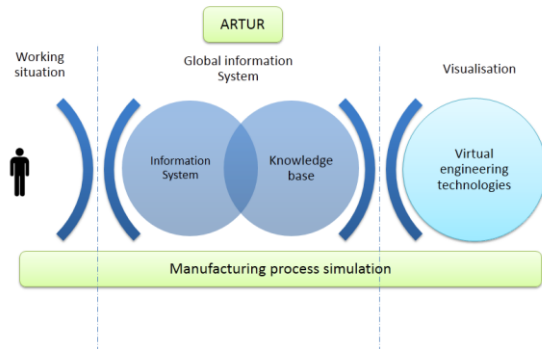 ARTUR
Working
situation
Global information
System
Visualisation
Information
System
Knowledge
base
Virtual
engineering
technologies
Manufacturing process simulation